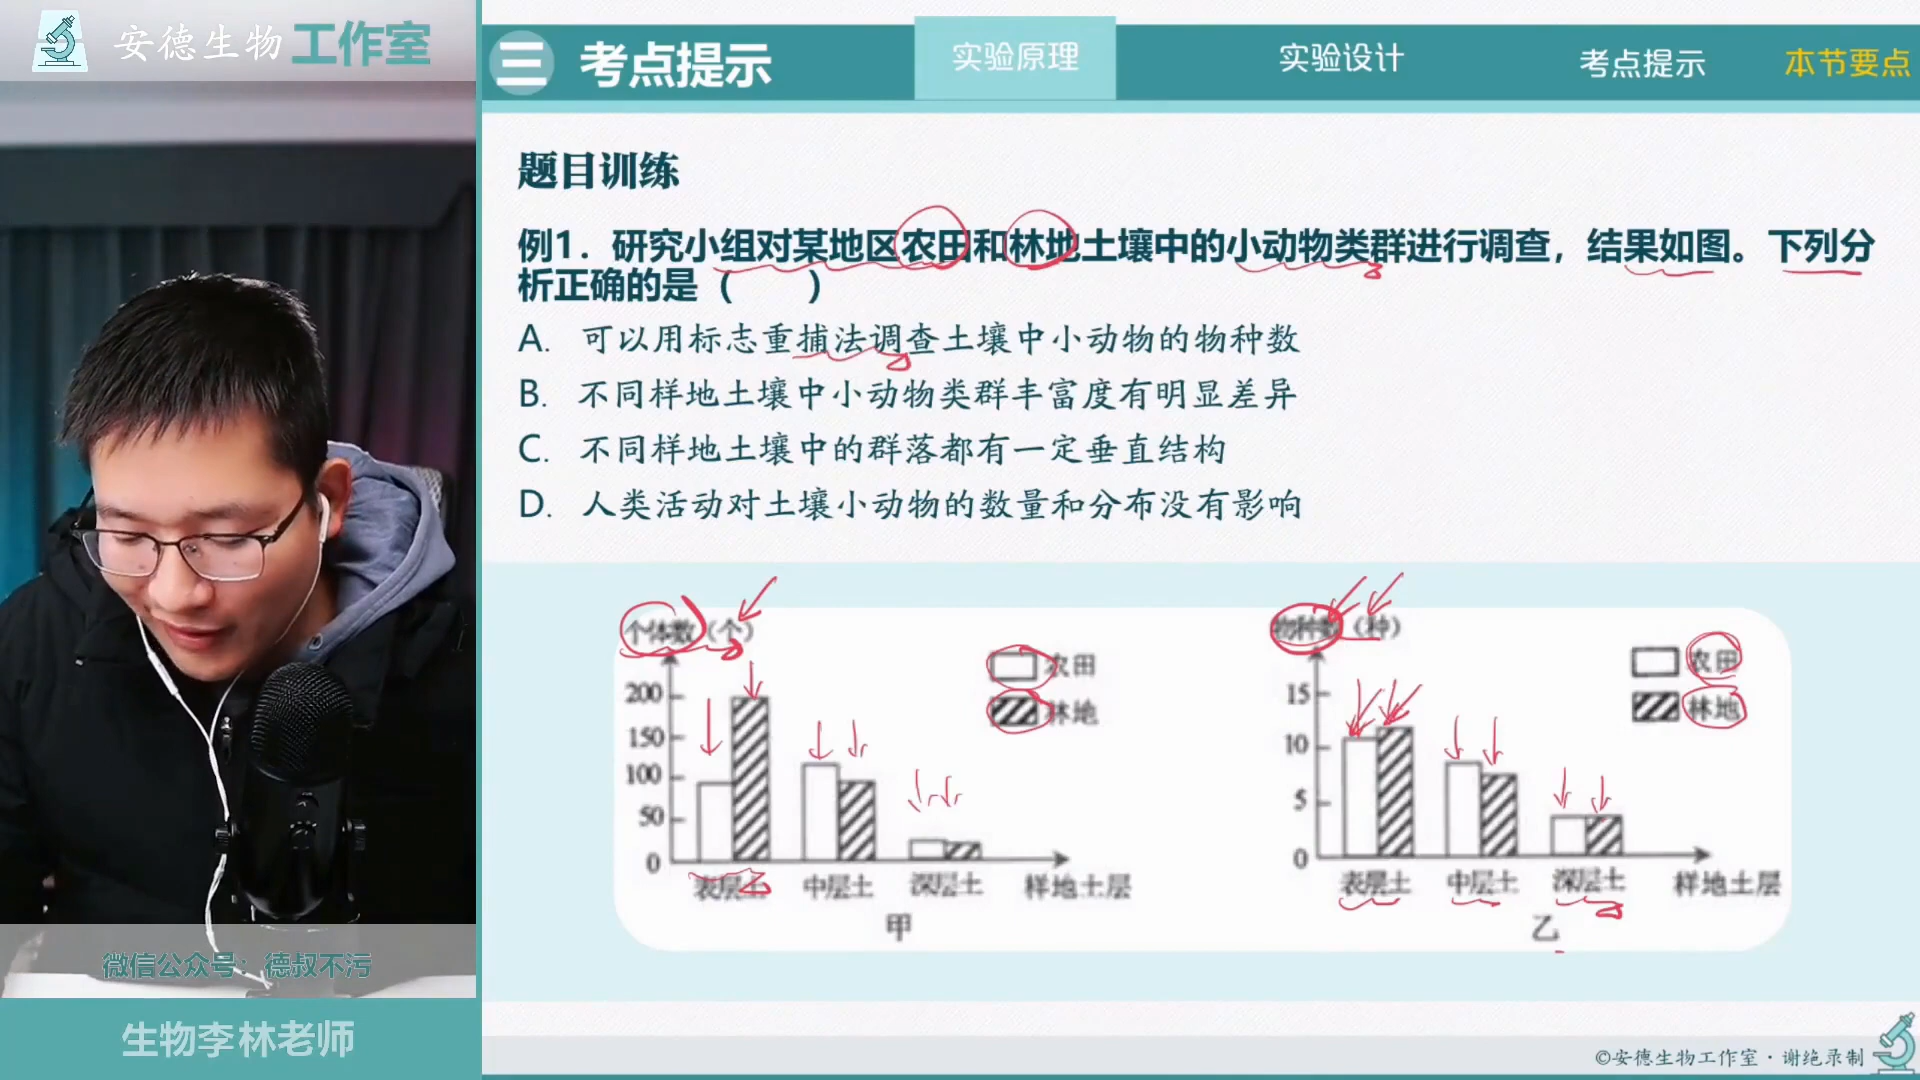 安德生物 工作室
考点提示
实验原理
实验设计
考点提示
本节要点
题目训练
例1．研究小组对某地区农田和林地土壤中的小动物类群进行调查，结果如图。下列分
析正确的是（ ）
A. 可以用标志重捕法调查土壤中小动物的物种数
B. 不同样地土壤中小动物类群丰富度有明显差异
C. 不同样地土壤中的群落都有一定垂直结构
D. 人类活动对土壤小动物的数量和分布没有影响
个体数（个）
200
150
100
50
0
农田
林地
表层土 中层土 深层土 样地土层
甲
物种数（种）
15
10
5
0
农田
林地
表层土 中层土 深层土 样地土层
乙
微信公众号：德叔不污
生物李林老师
©安德生物工作室·谢绝录制